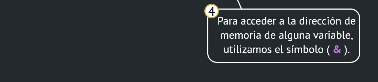 4
Para acceder a la dirección de
memoria de alguna variable,
utilizamos el símbolo ( & ).